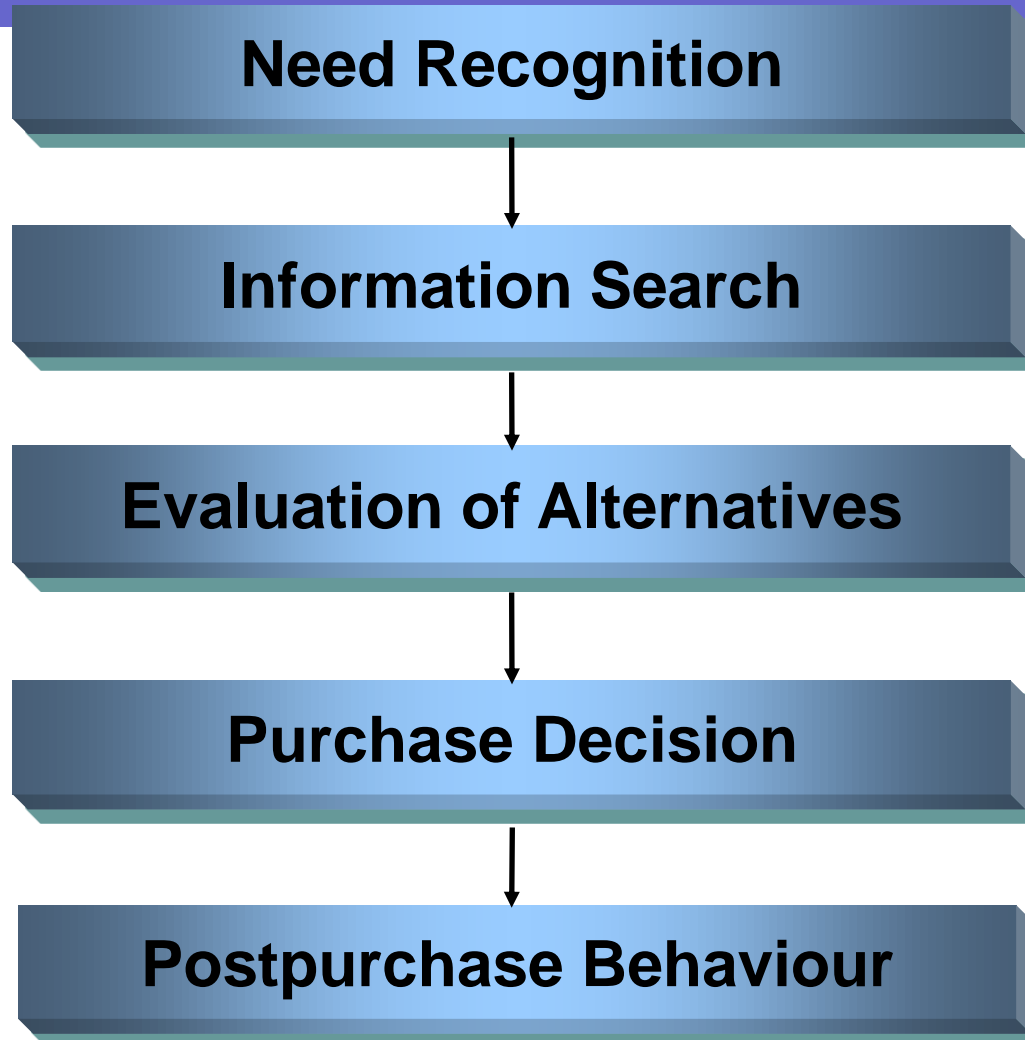 Need Recognition
Information Search
Evaluation of Alternatives
Purchase Decision
Postpurchase Behaviour